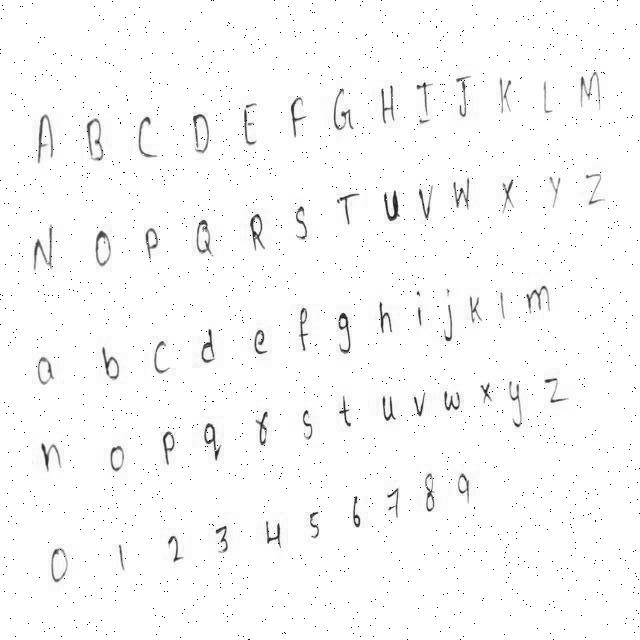 A B C D E F G H I J K L M
N O P Q R S T U V W X Y Z
a b c d e f g h i j k l m
n o p q r s t u v w x y z
0 1 2 3 4 5 6 7 8 9